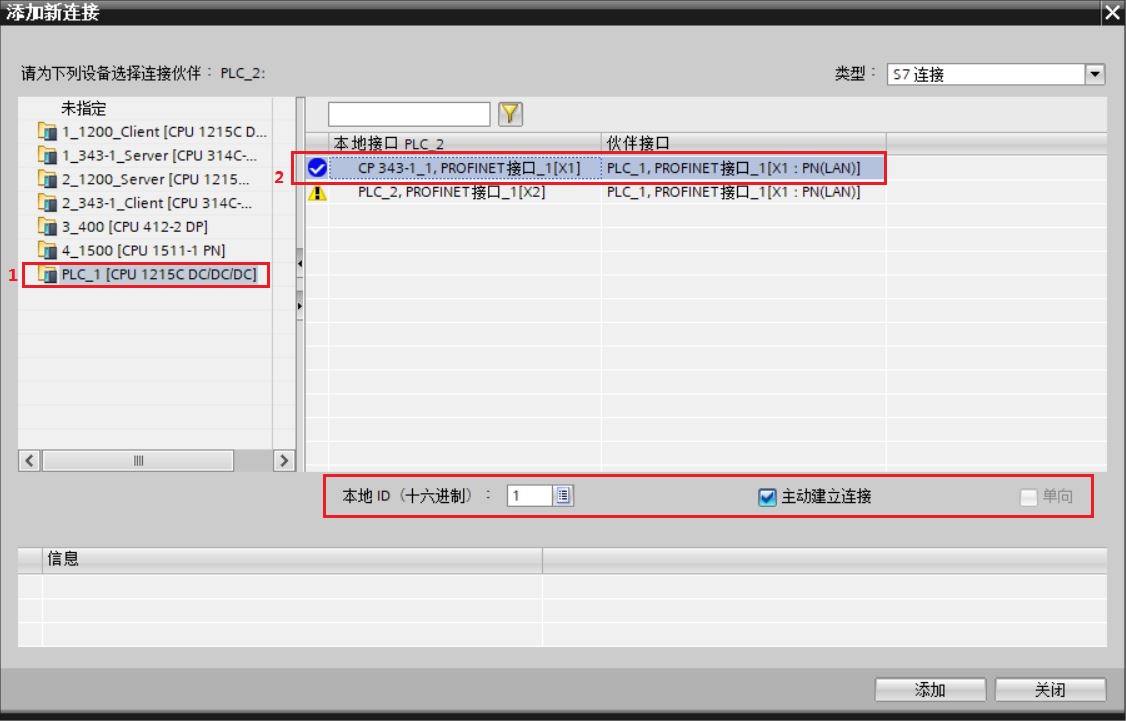 添加新连接
请为下列设备选择连接伙伴： PLC_2:
类型： S7 连接
未指定
1_1200_Client [CPU 1215C D...
1_343-1_Server [CPU 314C-...
2_1200_Server [CPU 1215...
2_343-1_Client [CPU 314C-...
3_400 [CPU 412-2 DP]
4_1500 [CPU 1511-1 PN]
1 PLC_1 [CPU 1215C DC/DC/DC]
本地接口 PLC_2 伙伴接口
2 CP 343-1_1, PROFINET接口_1[X1] PLC_1, PROFINET接口_1[X1 : PN(LAN)]
PLC_2, PROFINET接口_1[X2] PLC_1, PROFINET接口_1[X1 : PN(LAN)]
本地 ID（十六进制）： 1 主动建立连接 单向
信息
添加 关闭